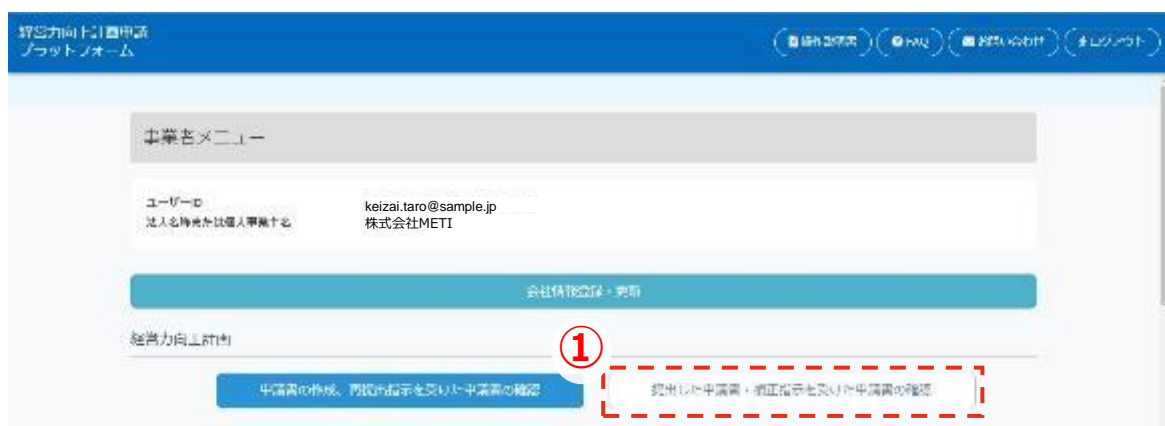 経営力向上計画申請
プラットフォーム
操作説明書
FAQ
お問い合わせ
ログアウト
事業者メニュー
ユーザーID
keizai.taro@sample.jp
法人名称または個人事業主名
株式会社METI
会社情報登録・更新
経営力向上計画
①
申請書の作成、再提出指示を受けた申請書の確認
提出した申請書・補正指示を受けた申請書の確認